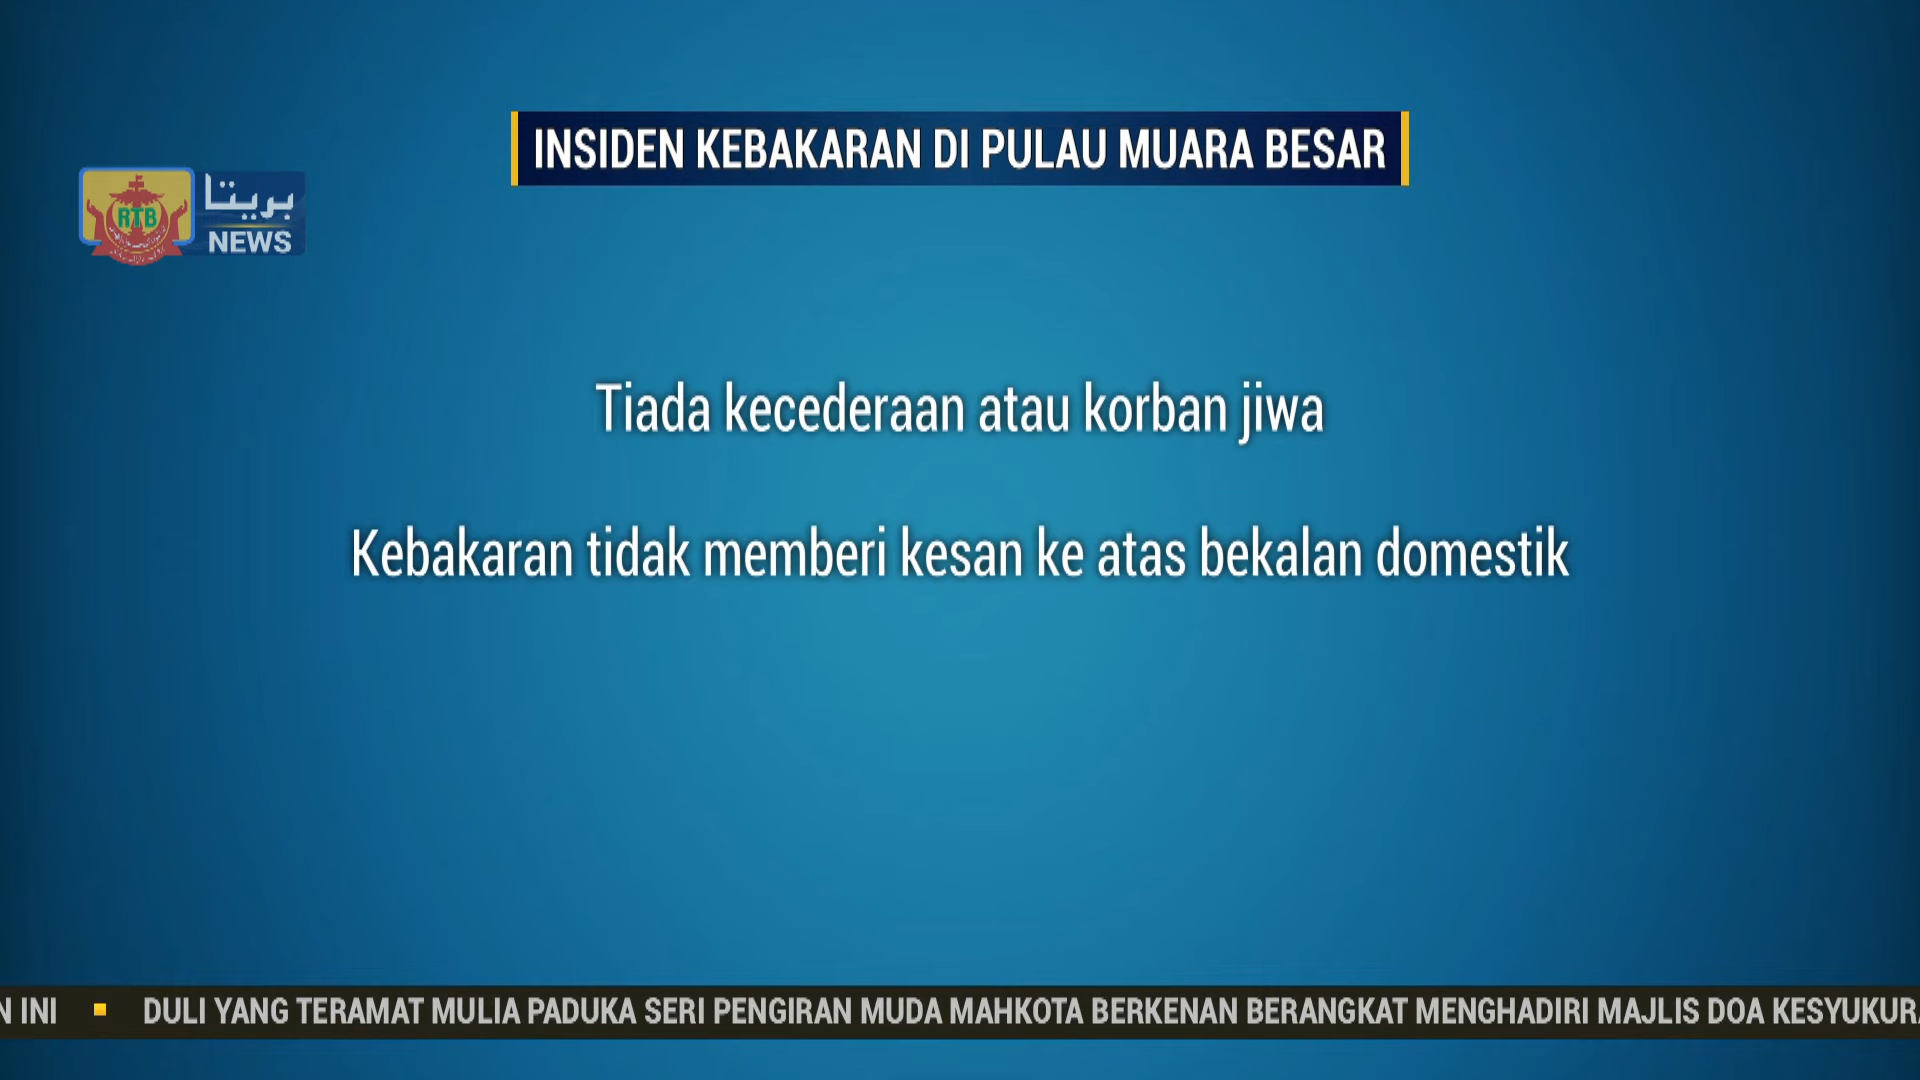 INSIDEN KEBAKARAN DI PULAU MUARA BESAR
RTB
بريتا
NEWS
Tiada kecederaan atau korban jiwa
Kebakaran tidak memberi kesan ke atas bekalan domestik
N INI ▪ DULI YANG TERAMAT MULIA PADUKA SERI PENGIRAN MUDA MAHKOTA BERKENAN BERANGKAT MENGHADIRI MAJLIS DOA KESYUKURA